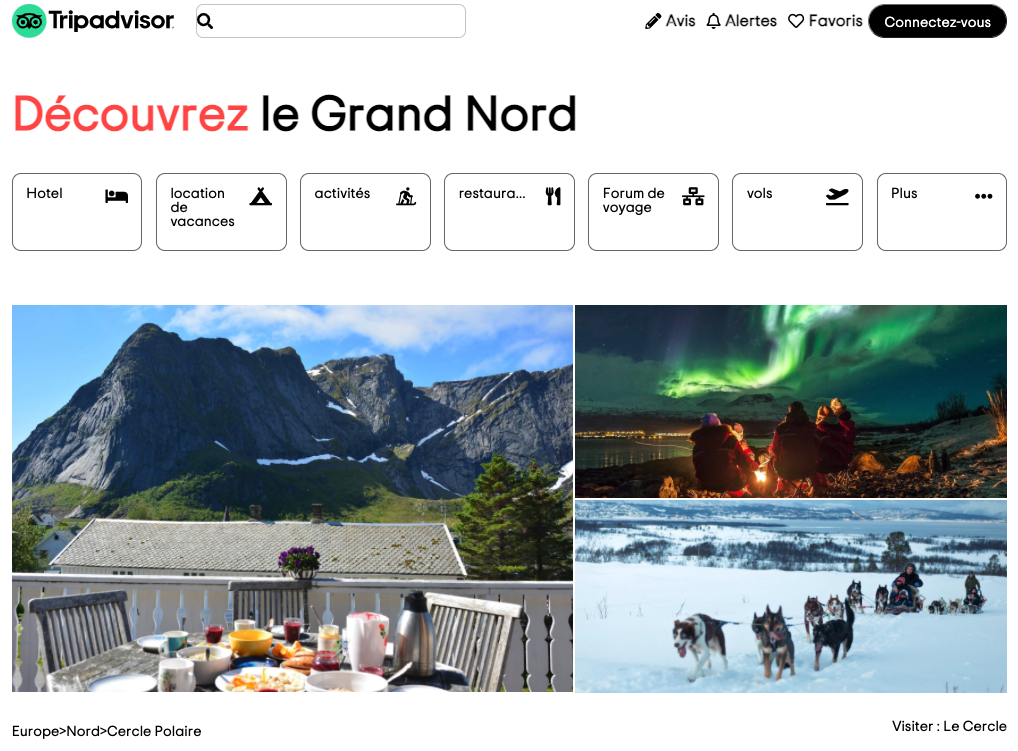 Tripadvisor
Avis
Alertes
Favoris
Connectez-vous
Découvrez le Grand Nord
Hotel
location
de
vacances
activités
restaura...
Forum de
voyage
vols
Plus
Europe>Nord>Cercle Polaire
Visiter : Le Cercle